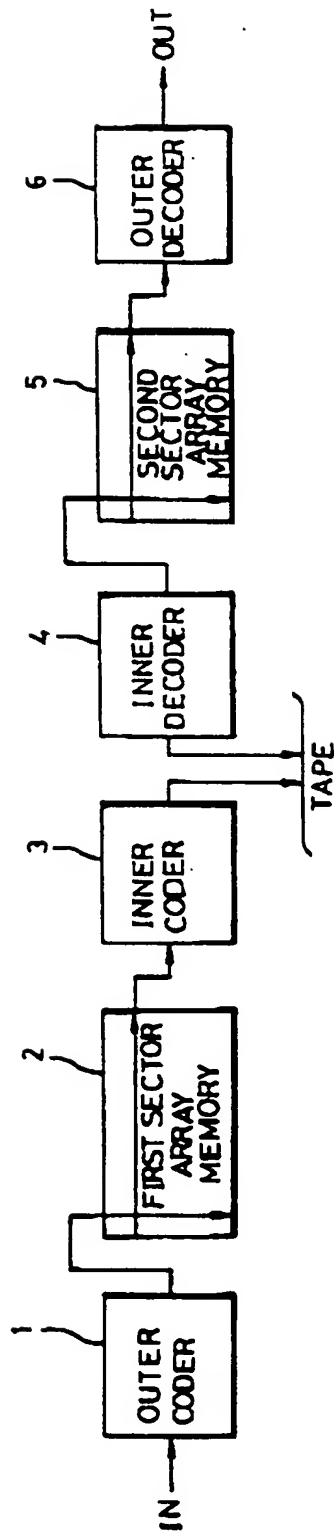 IN
1
OUTER
CODER
2
FIRST SECTOR
ARRAY
MEMORY
3
INNER
CODER
TAPE
4
INNER
DECODER
5
SECOND
SECTOR
ARRAY
MEMORY
6
OUTER
DECODER
OUT